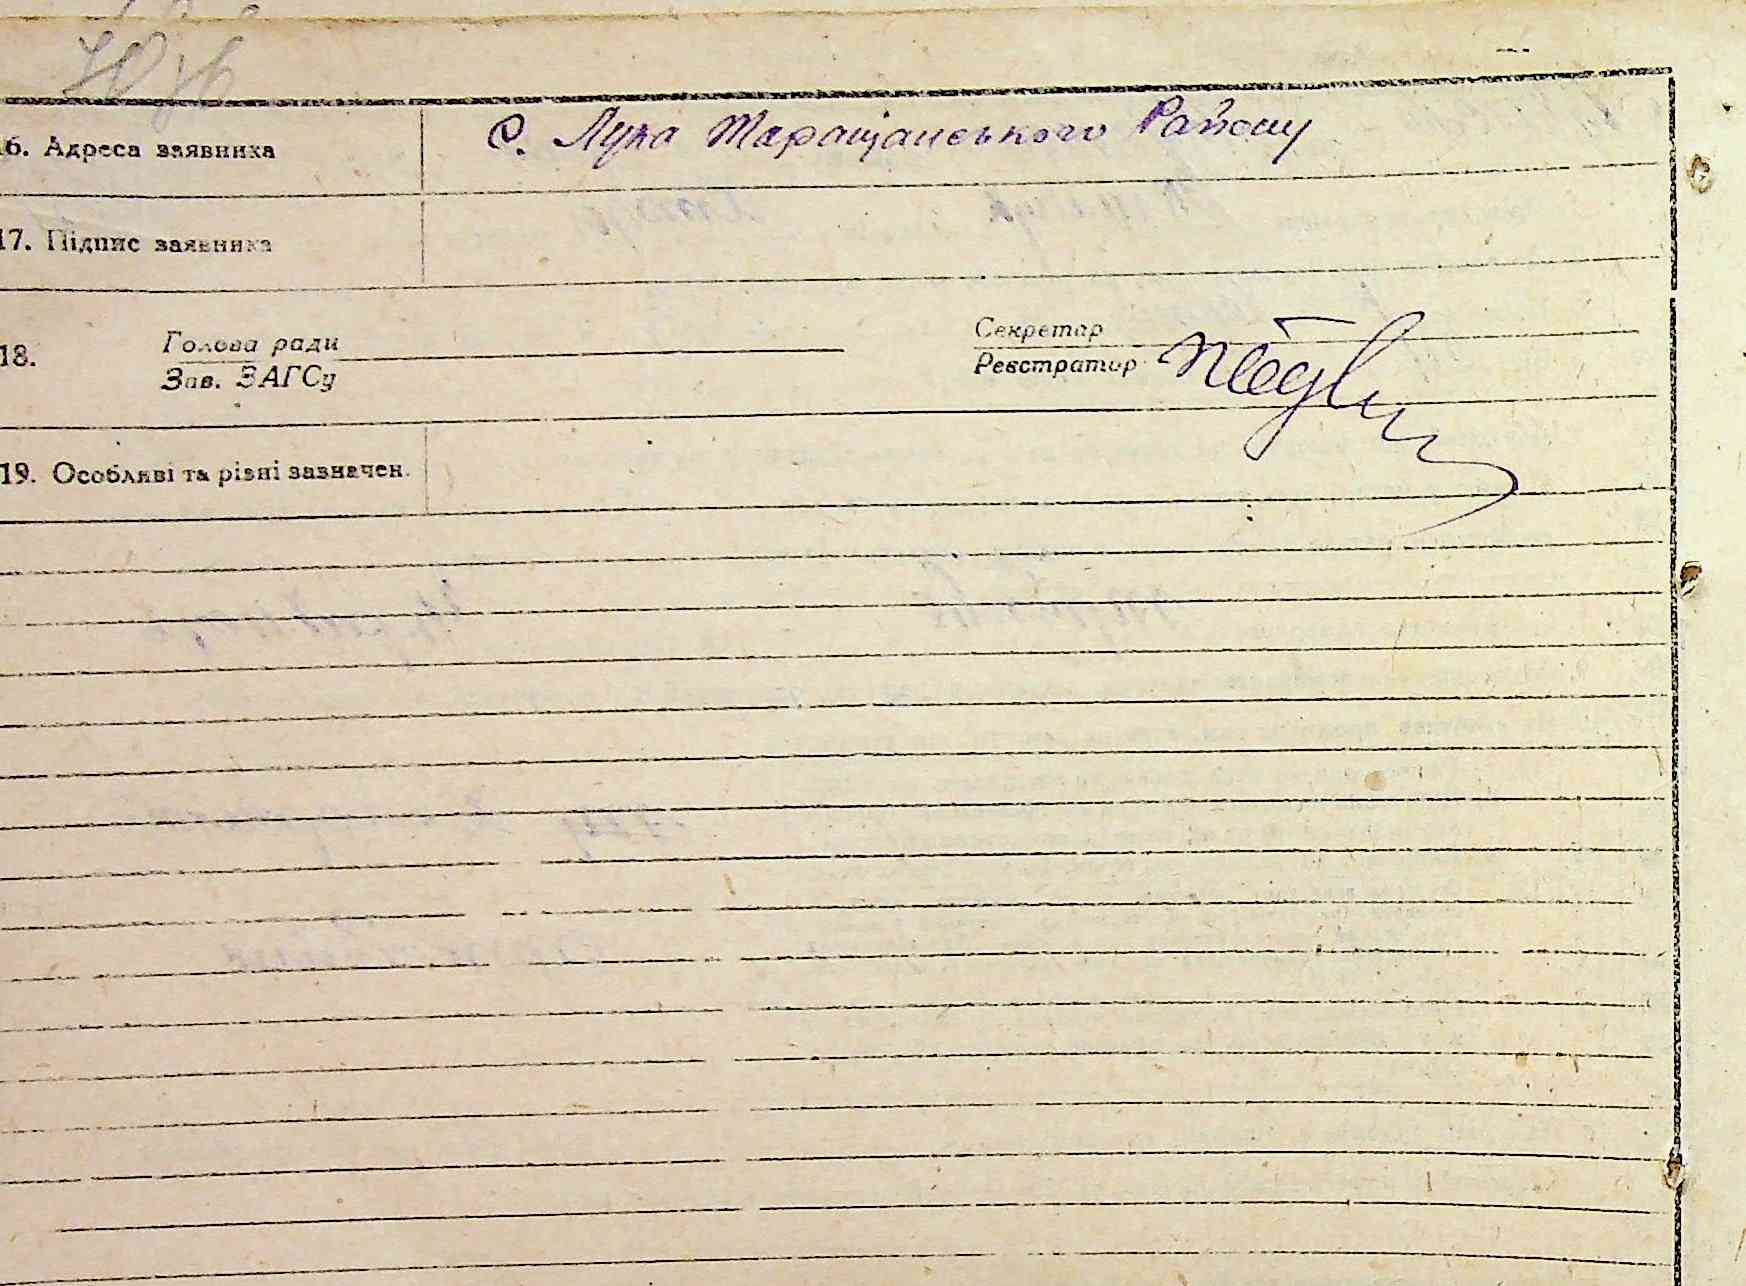 16. Адреса заявника с. Лука Таращанського Району
17. Підпис заявника
18. Голова ради
Зав. ЗАГСу
Секретар
Реєстратор
19. Особливі та різні зазначен.